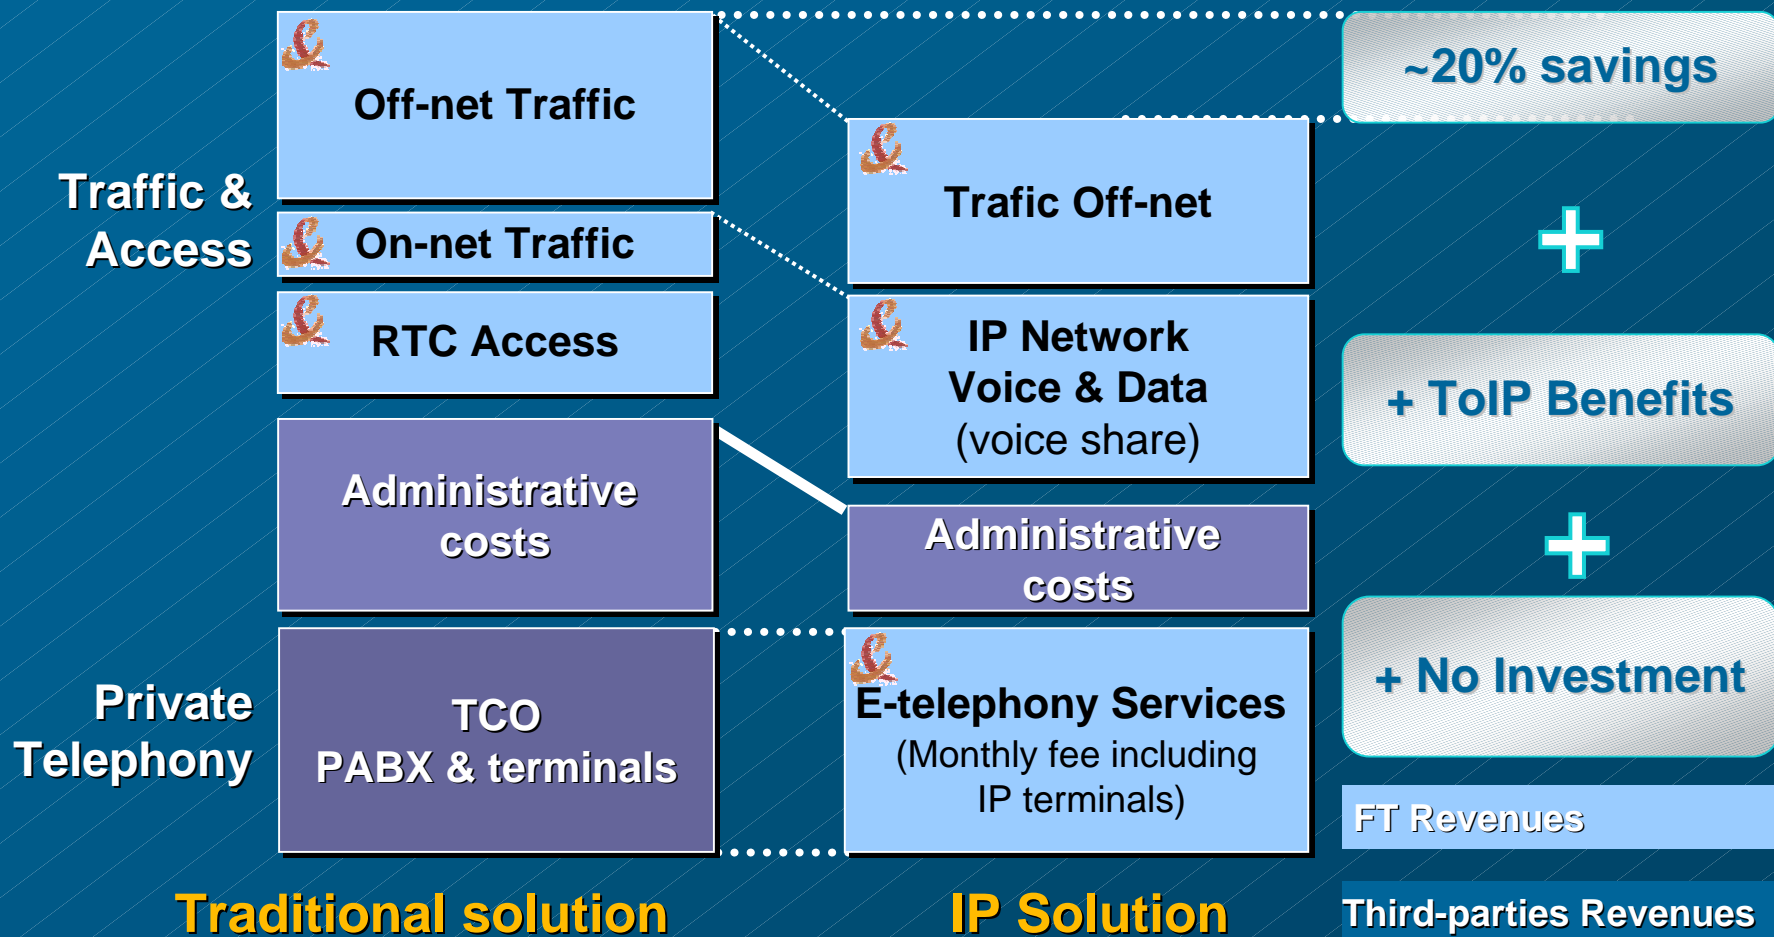 Traffic &
Access
Private
Telephony
Off-net Traffic
On-net Traffic
RTC Access
Administrative
costs
TCO
PABX & terminals
Traditional solution
Trafic Off-net
IP Network
Voice & Data
(voice share)
Administrative
costs
E-telephony Services
(Monthly fee including
IP terminals)
IP Solution
~20% savings
+
+ ToIP Benefits
+
+ No Investment
FT Revenues
Third-parties Revenues